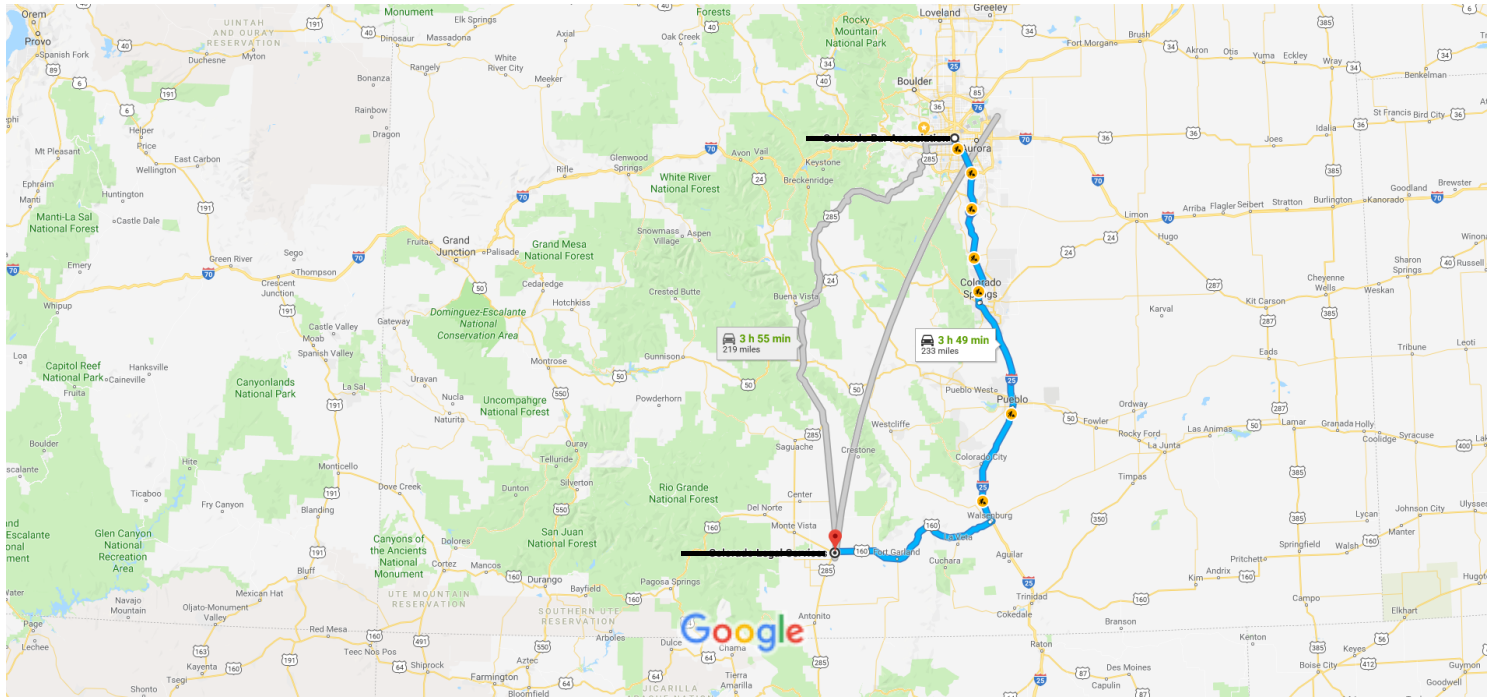 Orem
Provo
Spanish Fork
Monument
UINTAH
AND OURAY
RESERVATION
Elk Springs
Dinosaur
Massadona
Axial
Forests
Oak Creek
Rocky
Mountain
National Park
Loveland
Greeley
Fort Morgan
Brush
Akron
Otis
Yuma
Eckley
Wray
Benkelman
Duchesne
Myton
Bonanza
Rangely
White
River City
Meeker
Boulder
Rainbow
Dragon
Helper
Price
Wellington
Mt Pleasant
East Carbon
Huntington
Ephraim
Manti
Manti-La Sal
National Forest
Castle Dale
Rifle
Glenwood
Springs
Avon
Vail
Keystone
Breckenridge
White River
National Forest
Aurora
Joes
Idalia
St Francis
Bird City
Goodland
Brewster
Limon
Arriba
Flagler
Seibert
Stratton
Burlington
Kanorado
Hugo
Emery
Green River
Sego
Thompson
Crescent
Junction
Fruita
Grand
Junction
Palisade
Grand Mesa
National Forest
Snowmass
Village
Aspen
Cedaredge
Hotchkiss
Crested Butte
Buena Vista
Colorado
Springs
Karval
Kit Carson
Cheyenne
Wells
Weskan
Sharon
Springs
Winona
Russell
Whipup
Castle Valley
Moab
Spanish Valley
Gateway
Dominguez-Escalante
National
Conservation Area
Montrose
Gunnison
3 h 55 min
219 miles
3 h 49 min
233 miles
Eads
Tribune
Leoti
Loa
Capitol Reef
National Park
Fruita
Caineville
Hanksville
Canyonlands
National Park
La Sal
Uravan
Nucla
Naturita
Uncompahgre
National Forest
Powderhorn
Pueblo West
Pueblo
Ordway
Fowler
Rocky Ford
La Junta
Las Animas
Lamar
Granada
Holly
Coolidge
Syracuse
Boulder
Westcliffe
Crestone
Saguache
Ouray
Telluride
Colorado City
Timpas
Escalante
Hite
Ticaboo
Fry Canyon
Monticello
Blanding
Dove Creek
Dunton
Silverton
Rio Grande
National Forest
Center
Del Norte
Monte Vista
Walsenburg
La Veta
Lycan
Johnson City
Ulysses
Glen Canyon
National
Recreation
Area
Bluff
Canyons of
the Ancients
National
Monument
Dolores
Cortez
Mancos
San Juan
National Forest
Fort Garland
Cuchara
Aguilar
Kim
Andrix
Pritchett
Springfield
Walsh
Manter
Navajo
Mountain
Oljato-Monument
Valley
Mexican Hat
UTE MOUNTAIN
RESERVATION
Durango
Bayfield
Pagosa Springs
Trinidad
Cokedale
Campo
Elkhart
Hugoton
SOUTHERN UTE
RESERVATION
Antonito
Branson
Page
Lechee
Red Mesa
Teec Nos Pos
Arboles
Google
Dulce
Chama
Raton
Kenton
Keyes
Boise City
Guymon
Goodwell
Kayenta
Tsegi
Shonto
Shiprock
Aztec
Farmington
Bloomfield
Tierra
Amarilla
JICARILLA
Des Moines
Capulin